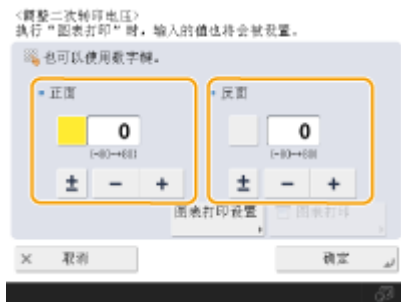 <调整二次转印电压>
执行“图表打印”时，输入的值也将会被设置。
也可以使用数字键。
▪ 正面
▪ 反面
0
0
± − +
± − +
图表打印设置
图表打印
× 取消
确定